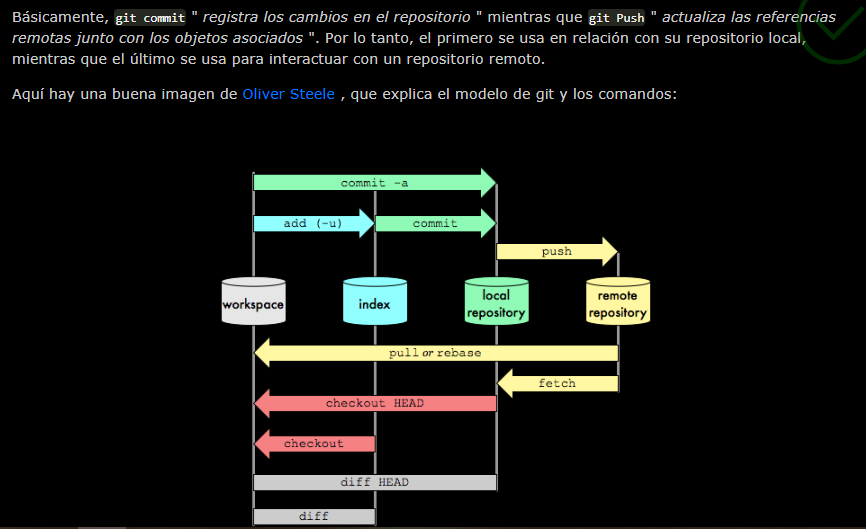 Básicamente, git commit " registra los cambios en el repositorio " mientras que git Push " actualiza las referencias
remotas junto con los objetos asociados ". Por lo tanto, el primero se usa en relación con su repositorio local,
mientras que el último se usa para interactuar con un repositorio remoto.
Aquí hay una buena imagen de Oliver Steele , que explica el modelo de git y los comandos:
commit -a
add (-u)
commit
push
workspace
index
local
repository
remote
repository
pull or rebase
fetch
checkout HEAD
checkout
diff HEAD
diff